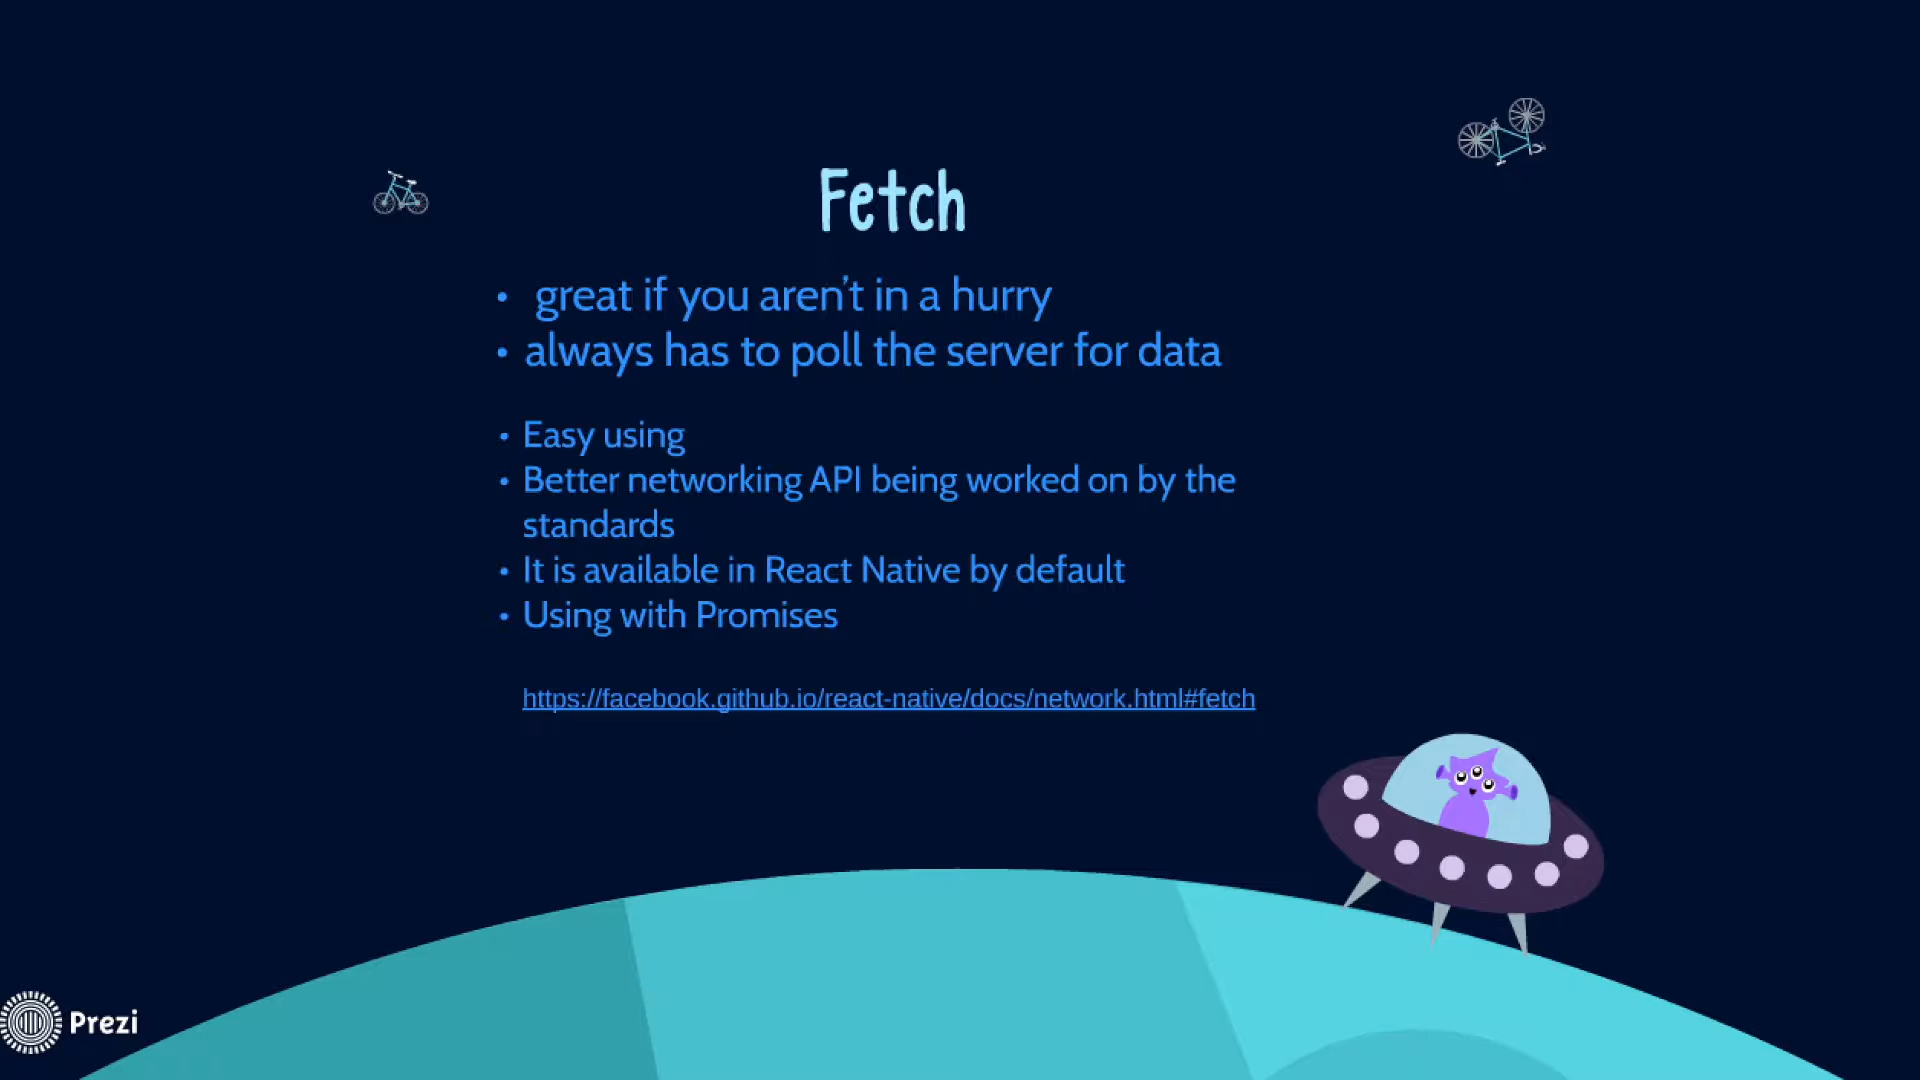 Fetch
• great if you aren’t in a hurry
• always has to poll the server for data
• Easy using
• Better networking API being worked on by the
standards
• It is available in React Native by default
• Using with Promises
https://facebook.github.io/react-native/docs/network.html#fetch
Prezi